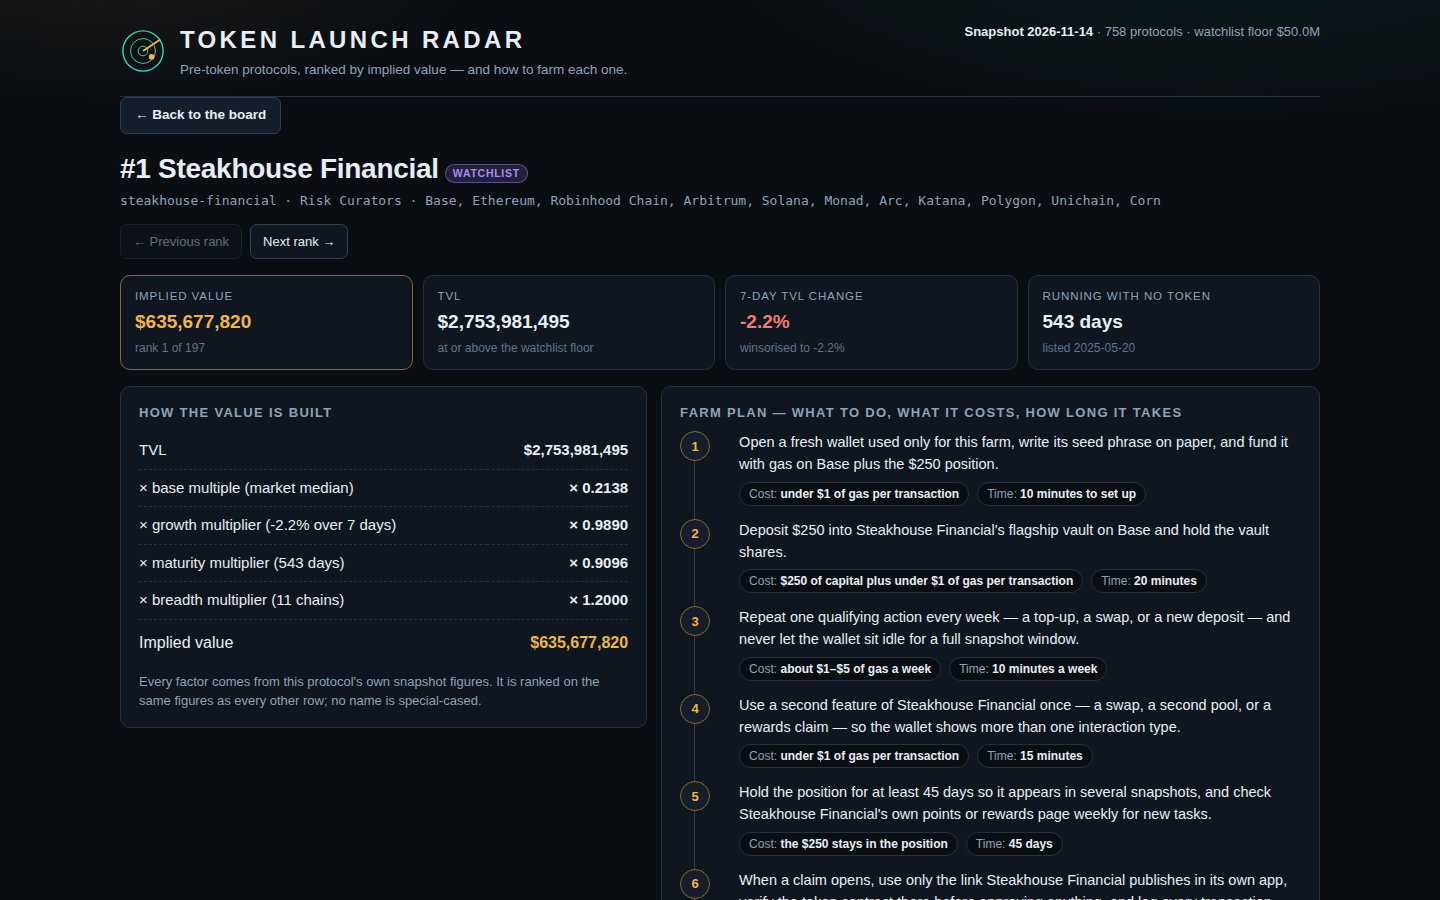 TOKEN LAUNCH RADAR
Pre-token protocols, ranked by implied value — and how to farm each one.
Snapshot 2026-11-14 · 758 protocols · watchlist floor $50.0M
← Back to the board
#1 Steakhouse Financial WATCHLIST
steakhouse-financial · Risk Curators · Base, Ethereum, Robinhood Chain, Arbitrum, Solana, Monad, Arc, Katana, Polygon, Unichain, Corn
← Previous rank
Next rank →
IMPLIED VALUE
$635,677,820
rank 1 of 197
TVL
$2,753,981,495
at or above the watchlist floor
7-DAY TVL CHANGE
-2.2%
winsorised to -2.2%
RUNNING WITH NO TOKEN
543 days
listed 2025-05-20
HOW THE VALUE IS BUILT
TVL $2,753,981,495
× base multiple (market median) × 0.2138
× growth multiplier (-2.2% over 7 days) × 0.9890
× maturity multiplier (543 days) × 0.9096
× breadth multiplier (11 chains) × 1.2000
Implied value $635,677,820
Every factor comes from this protocol's own snapshot figures. It is ranked on the
same figures as every other row; no name is special-cased.
FARM PLAN — WHAT TO DO, WHAT IT COSTS, HOW LONG IT TAKES
1
Open a fresh wallet used only for this farm, write its seed phrase on paper, and fund it
with gas on Base plus the $250 position.
Cost: under $1 of gas per transaction
Time: 10 minutes to set up
2
Deposit $250 into Steakhouse Financial's flagship vault on Base and hold the vault
shares.
Cost: $250 of capital plus under $1 of gas per transaction
Time: 20 minutes
3
Repeat one qualifying action every week — a top-up, a swap, or a new deposit — and
never let the wallet sit idle for a full snapshot window.
Cost: about $1–$5 of gas a week
Time: 10 minutes a week
4
Use a second feature of Steakhouse Financial once — a swap, a second pool, or a
rewards claim — so the wallet shows more than one interaction type.
Cost: under $1 of gas per transaction
Time: 15 minutes
5
Hold the position for at least 45 days so it appears in several snapshots, and check
Steakhouse Financial's own points or rewards page weekly for new tasks.
Cost: the $250 stays in the position
Time: 45 days
6
When a claim opens, use only the link Steakhouse Financial publishes in its own app,
verify the token contract there before approving anything, and log every transaction